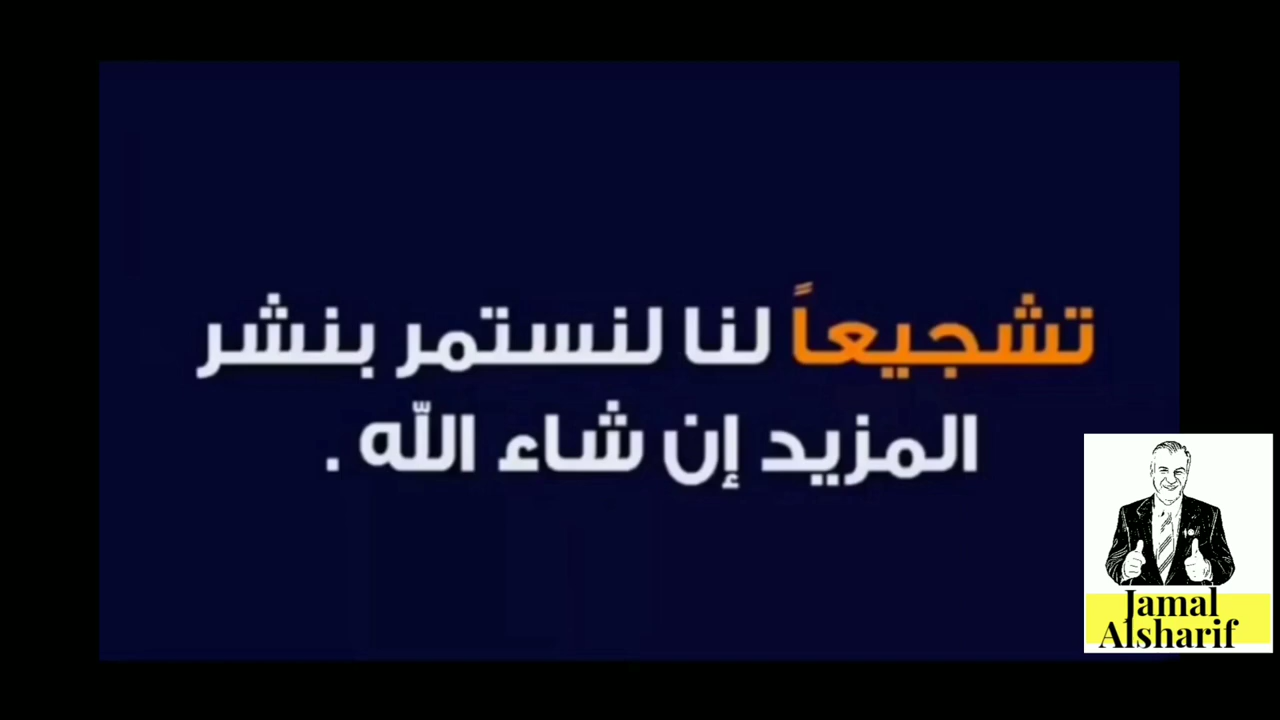 تشجيعاً لنا لنستمر بنشر
المزيد إن شاء الله .
Jamal
Alsharif